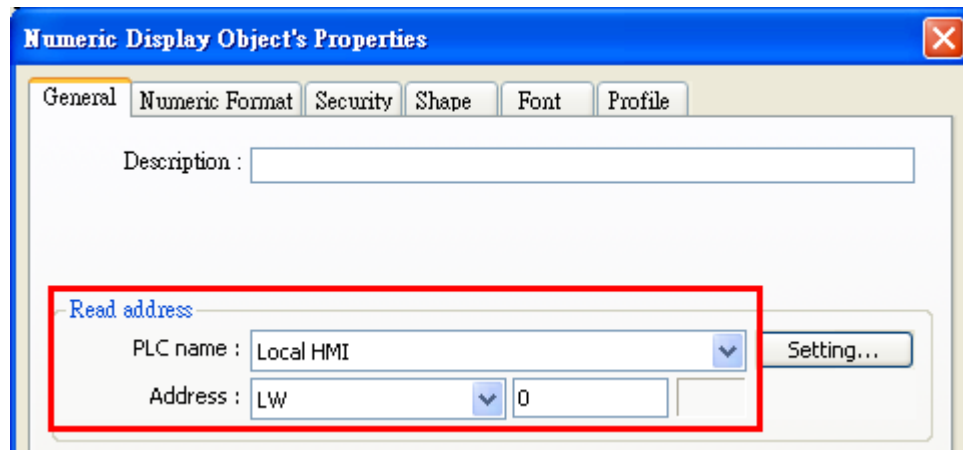 Numeric Display Object's Properties
General Numeric Format Security Shape Font Profile
Description :
Read address
PLC name : Local HMI Setting...
Address : LW 0